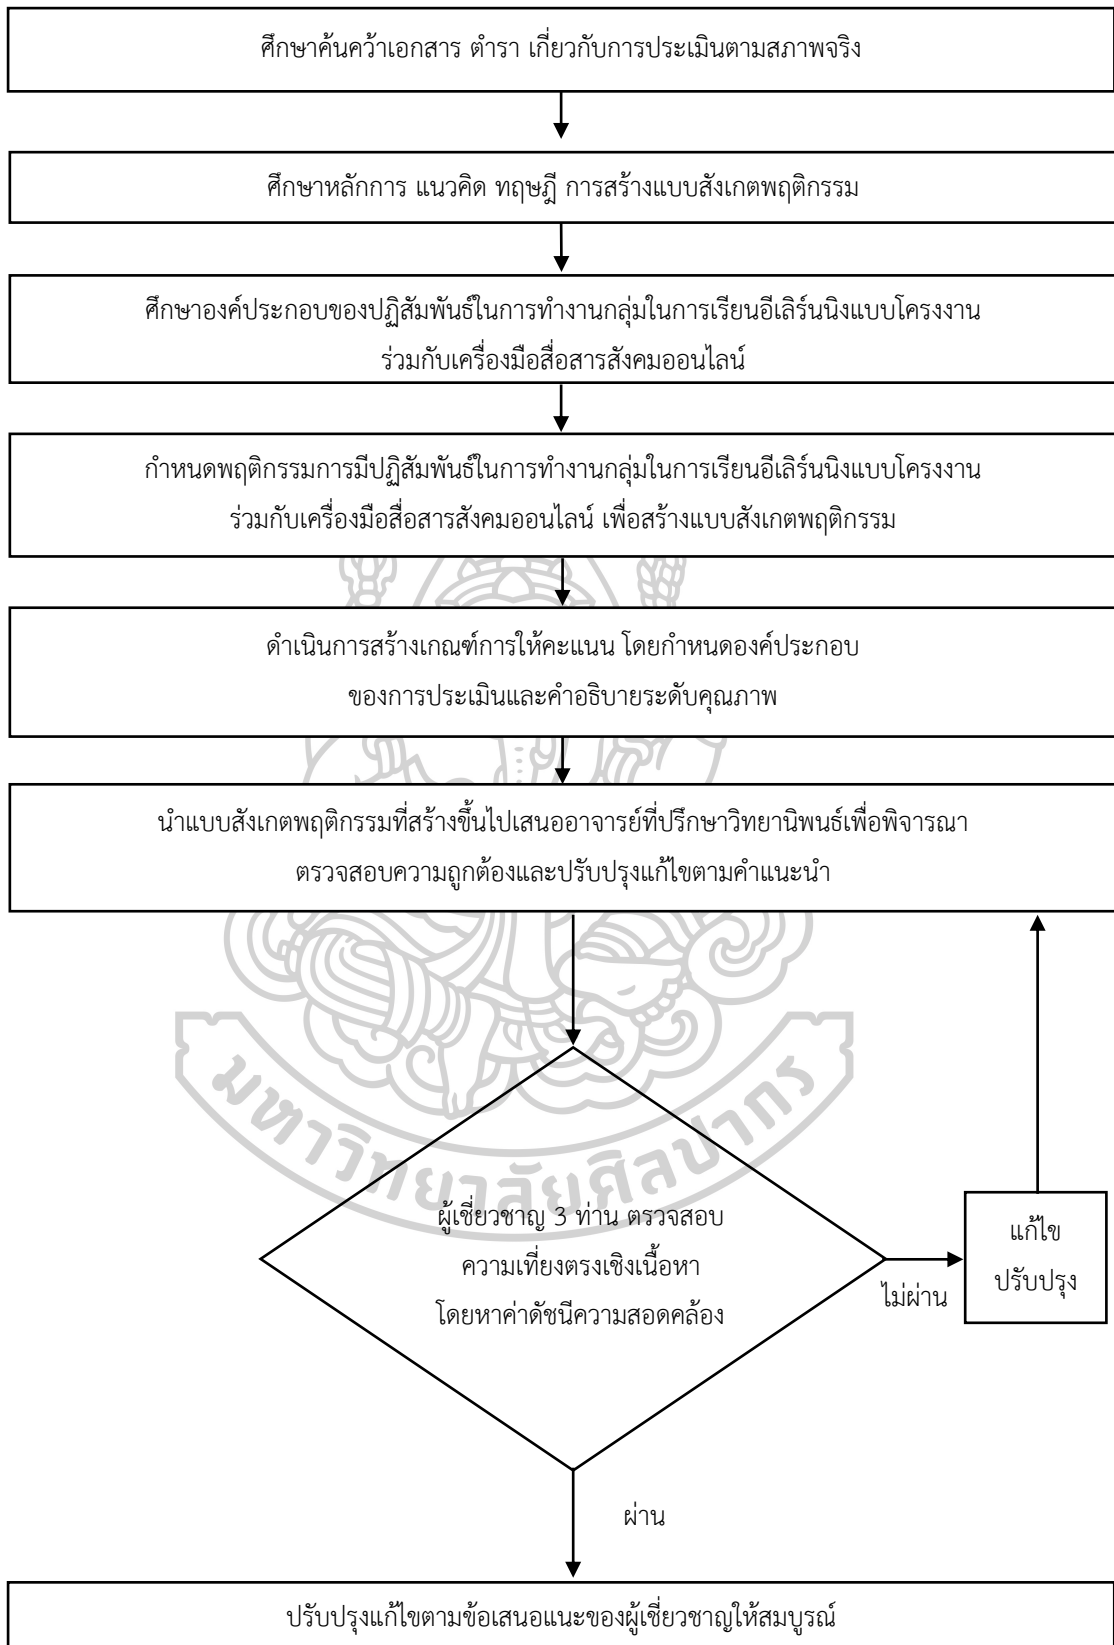 ศึกษาค้นคว้าเอกสาร ตำรา เกี่ยวกับการประเมินตามสภาพจริง
ศึกษาหลักการ แนวคิด ทฤษฎี การสร้างแบบสังเกตพฤติกรรม
ศึกษาองค์ประกอบของปฏิสัมพันธ์ในการทำงานกลุ่มในการเรียนอีเลิร์นนิงแบบโครงงาน
ร่วมกับเครื่องมือสื่อสารสังคมออนไลน์
กำหนดพฤติกรรมการมีปฏิสัมพันธ์ในการทำงานกลุ่มในการเรียนอีเลิร์นนิงแบบโครงงาน
ร่วมกับเครื่องมือสื่อสารสังคมออนไลน์ เพื่อสร้างแบบสังเกตพฤติกรรม
ดำเนินการสร้างเกณฑ์การให้คะแนน โดยกำหนดองค์ประกอบ
ของการประเมินและคำอธิบายระดับคุณภาพ
นำแบบสังเกตพฤติกรรมที่สร้างขึ้นไปเสนออาจารย์ที่ปรึกษาวิทยานิพนธ์เพื่อพิจารณา
ตรวจสอบความถูกต้องและปรับปรุงแก้ไขตามคำแนะนำ
มหาวิทยาลัยศิลปากร
ผู้เชี่ยวชาญ 3 ท่าน ตรวจสอบ
ความเที่ยงตรงเชิงเนื้อหา
โดยหาค่าดัชนีความสอดคล้อง
ไม่ผ่าน
แก้ไข
ปรับปรุง
ผ่าน
ปรับปรุงแก้ไขตามข้อเสนอแนะของผู้เชี่ยวชาญให้สมบูรณ์